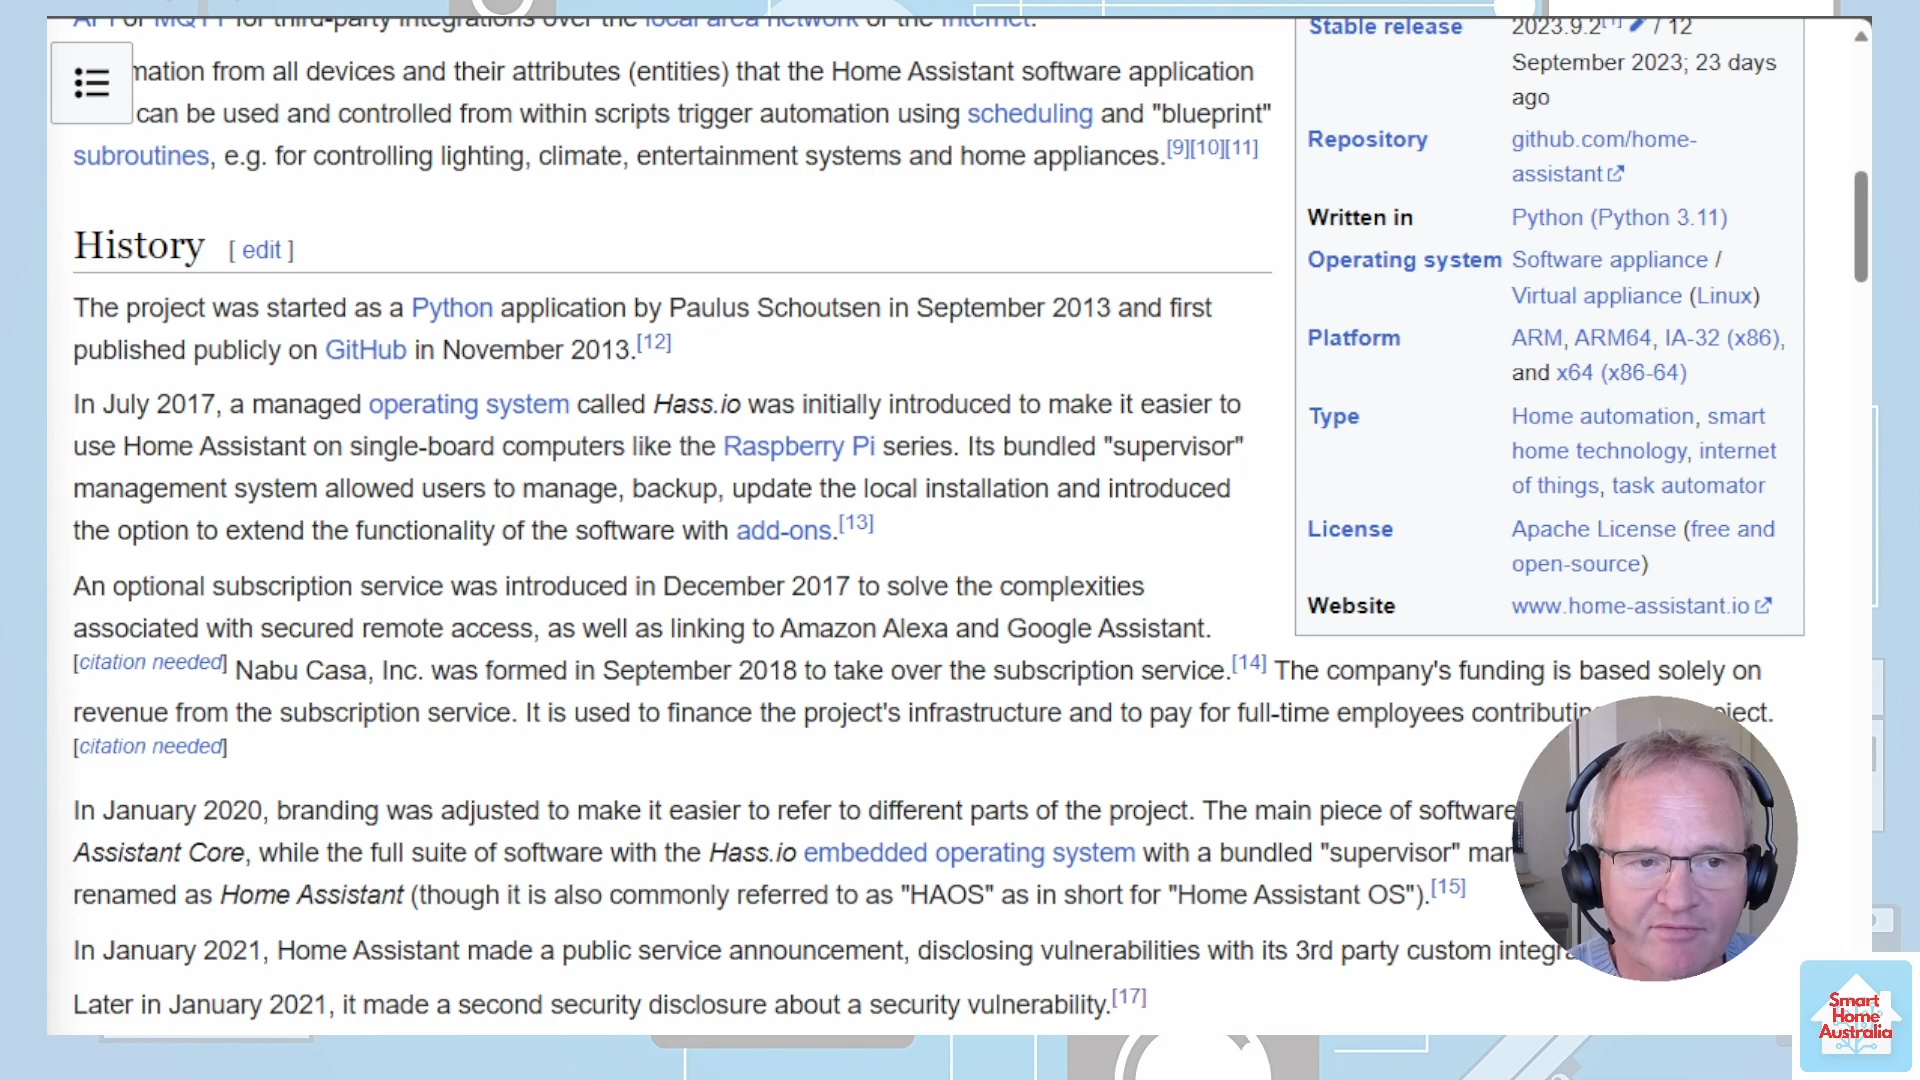 API or MQTT for third-party integrations over the local area network or the Internet.
mation from all devices and their attributes (entities) that the Home Assistant software application
can be used and controlled from within scripts trigger automation using scheduling and "blueprint"
subroutines, e.g. for controlling lighting, climate, entertainment systems and home appliances.[9][10][11]
History [ edit ]
The project was started as a Python application by Paulus Schoutsen in September 2013 and first
published publicly on GitHub in November 2013.[12]
In July 2017, a managed operating system called Hass.io was initially introduced to make it easier to
use Home Assistant on single-board computers like the Raspberry Pi series. Its bundled "supervisor"
management system allowed users to manage, backup, update the local installation and introduced
the option to extend the functionality of the software with add-ons.[13]
An optional subscription service was introduced in December 2017 to solve the complexities
associated with secured remote access, as well as linking to Amazon Alexa and Google Assistant.
[citation needed] Nabu Casa, Inc. was formed in September 2018 to take over the subscription service.[14] The company's funding is based solely on
revenue from the subscription service. It is used to finance the project's infrastructure and to pay for full-time employees
[citation needed]
In January 2020, branding was adjusted to make it easier to refer to different parts of the project. The main piece of software
Assistant Core, while the full suite of software with the Hass.io embedded operating system with a bundled "supervisor"
renamed as Home Assistant (though it is also commonly referred to as "HAOS" as in short for "Home Assistant OS").[15]
In January 2021, Home Assistant made a public service announcement, disclosing vulnerabilities with its 3rd party custom
Later in January 2021, it made a second security disclosure about a security vulnerability.[17]
Stable release 2023.9.2[1] / 12
September 2023; 23 days
ago
Repository github.com/home-
assistant
Written in Python (Python 3.11)
Operating system Software appliance /
Virtual appliance (Linux)
Platform ARM, ARM64, IA-32 (x86),
and x64 (x86-64)
Type Home automation, smart
home technology, internet
of things, task automator
License Apache License (free and
open-source)
Website www.home-assistant.io
Smart
Home
Australia